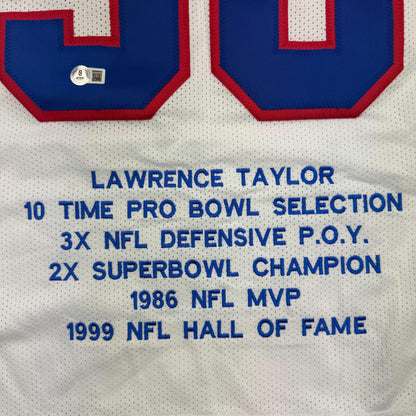 56
LAWRENCE TAYLOR
10 TIME PRO BOWL SELECTION
3X NFL DEFENSIVE P.O.Y.
2X SUPERBOWL CHAMPION
1986 NFL MVP
1999 NFL HALL OF FAME